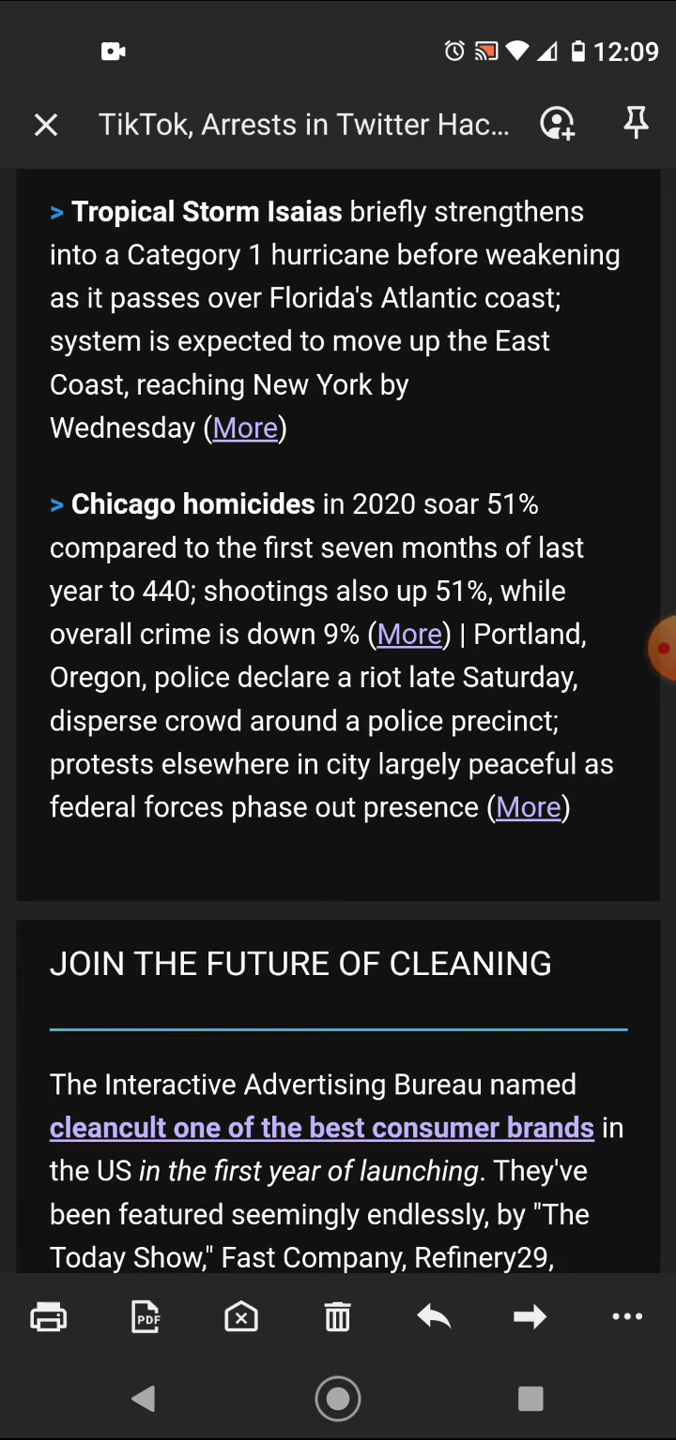 12:09
TikTok, Arrests in Twitter Hac...
> Tropical Storm Isaias briefly strengthens
into a Category 1 hurricane before weakening
as it passes over Florida's Atlantic coast;
system is expected to move up the East
Coast, reaching New York by
Wednesday (More)
> Chicago homicides in 2020 soar 51%
compared to the first seven months of last
year to 440; shootings also up 51%, while
overall crime is down 9% (More) | Portland,
Oregon, police declare a riot late Saturday,
disperse crowd around a police precinct;
protests elsewhere in city largely peaceful as
federal forces phase out presence (More)
JOIN THE FUTURE OF CLEANING
The Interactive Advertising Bureau named
cleancult one of the best consumer brands in
the US in the first year of launching. They've
been featured seemingly endlessly, by "The
Today Show," Fast Company, Refinery29,
PDF